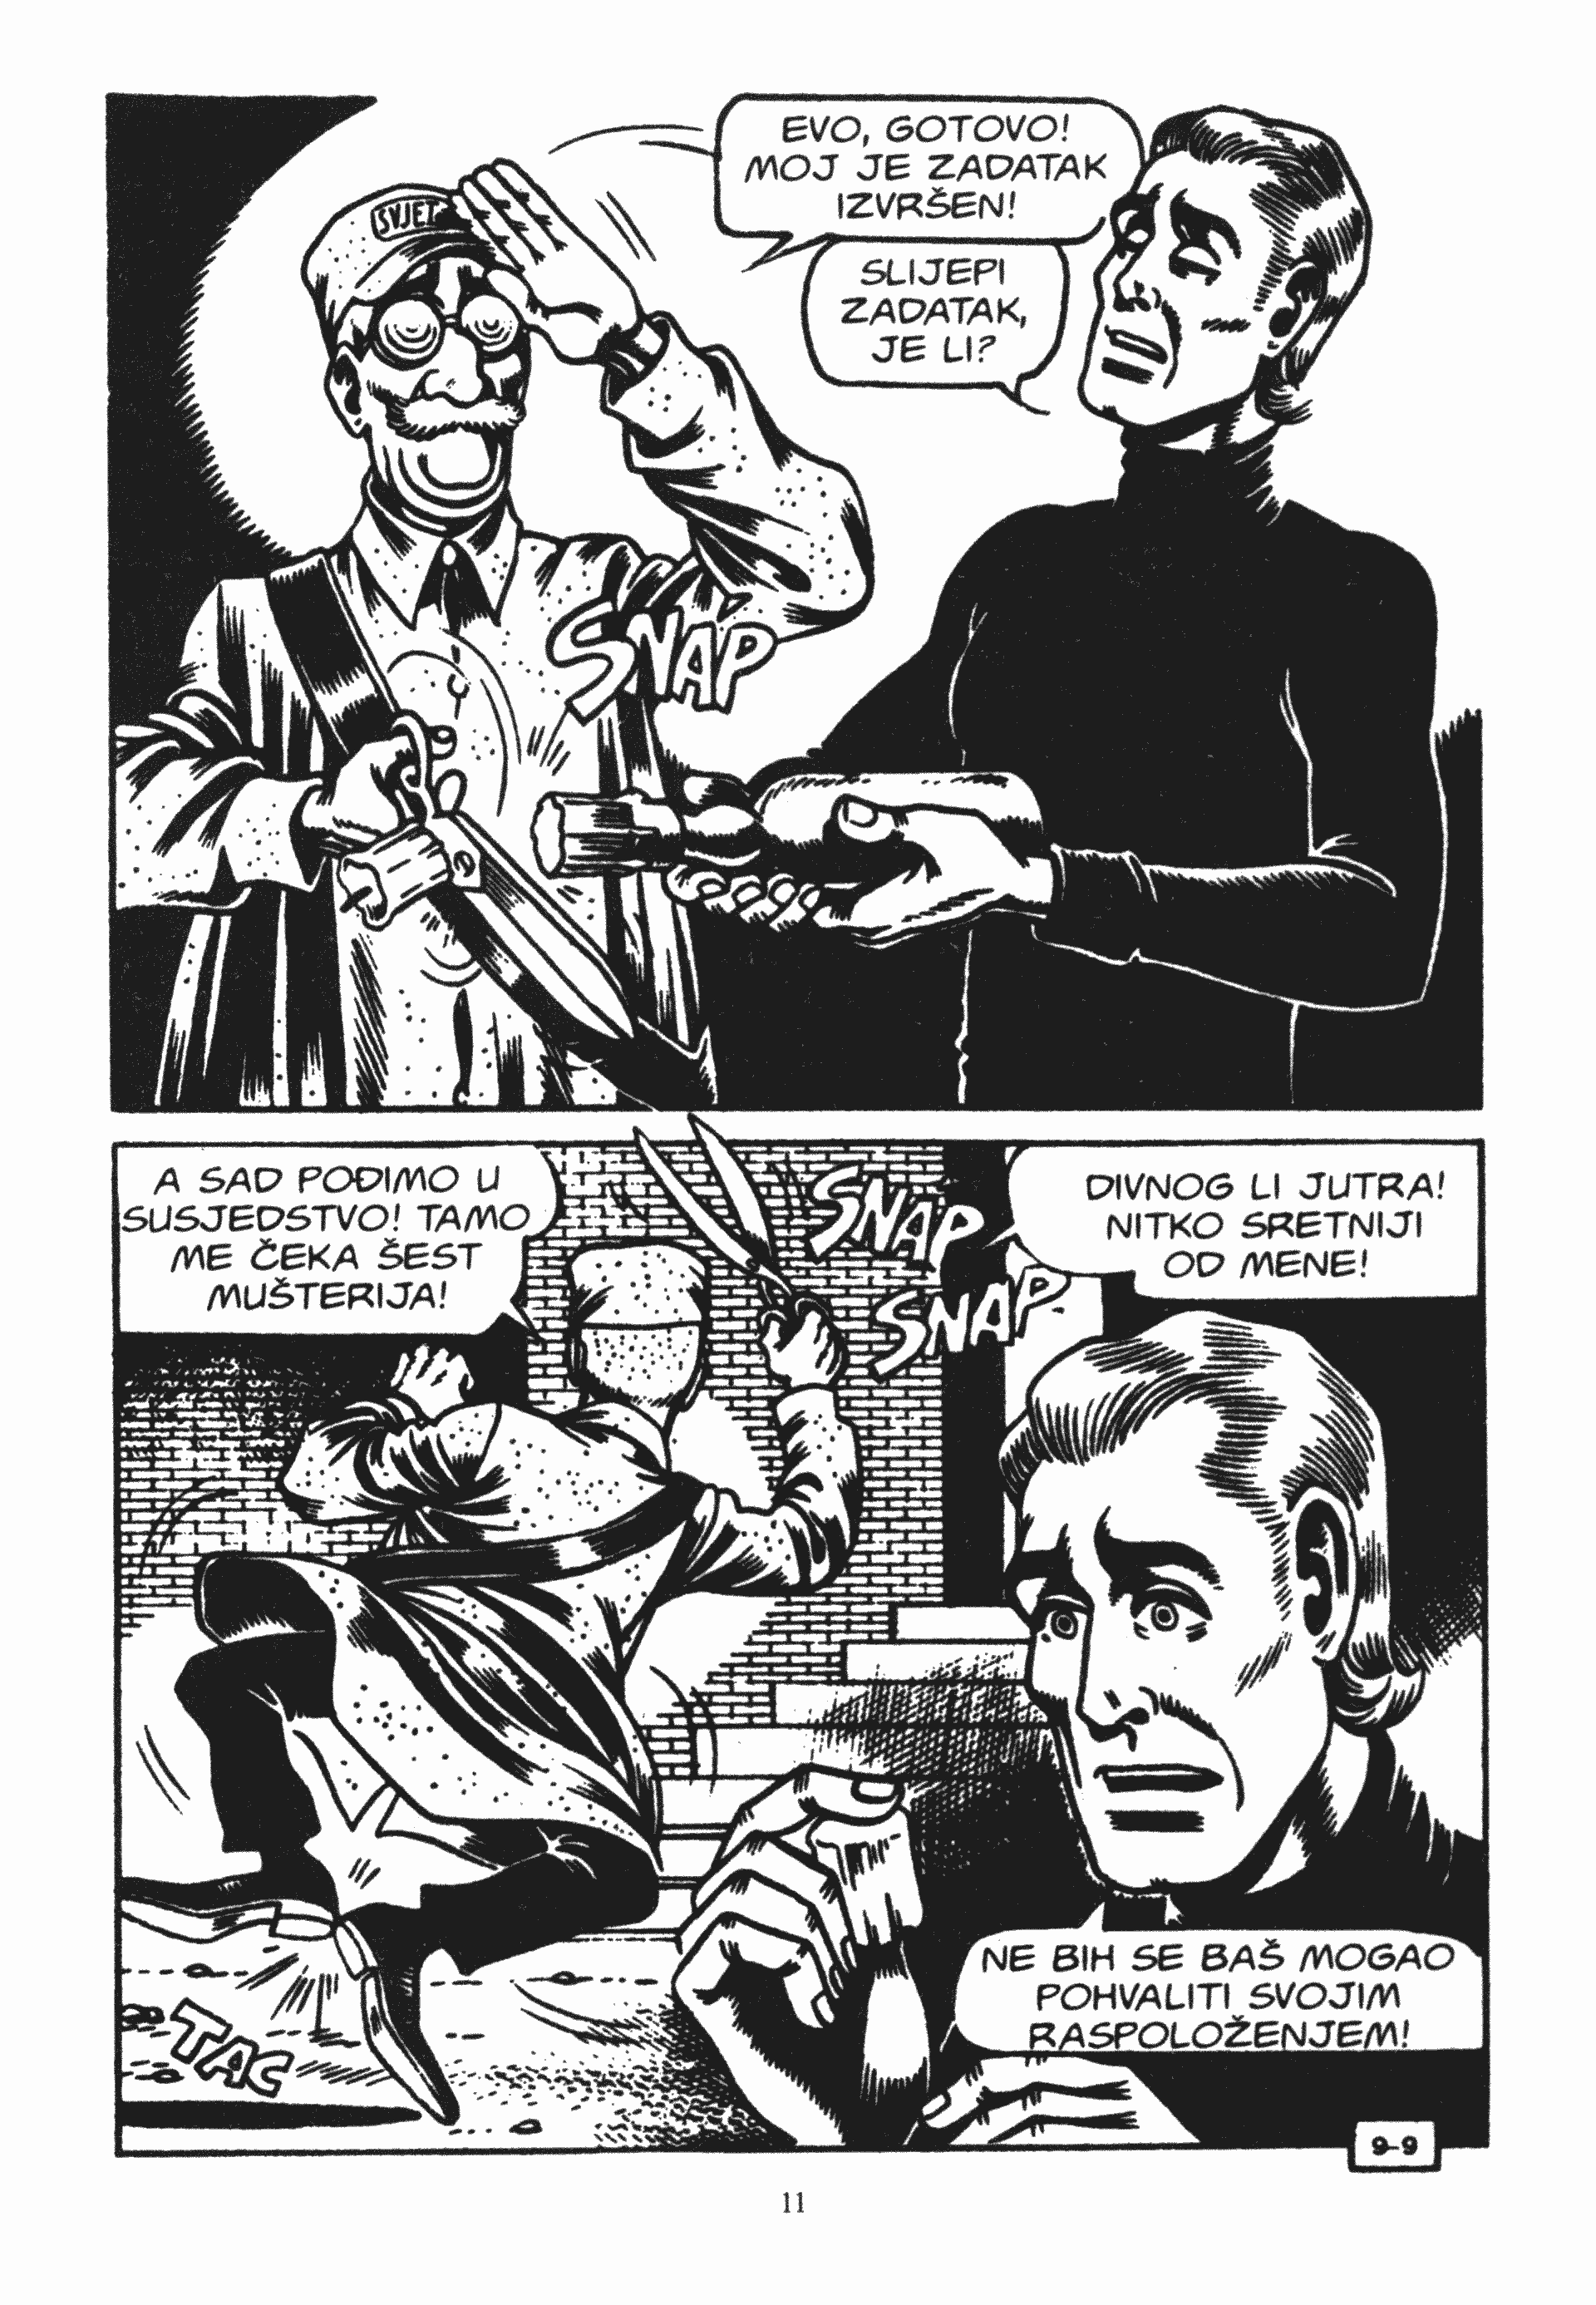 EVO, GOTOVO!
MOJ JE ZADATAK
IZVRŠEN!
SLIJEPI
ZADATAK,
JE LI?
SVJET
SNAP
A SAD POĐIMO U
SUSJEDSTVO! TAMO
ME ČEKA ŠEST
MUŠTERIJA!
SNAP
SNAP
DIVNOG LI JUTRA!
NITKO SRETNIJI
OD MENE!
TAC
NE BIH SE BAŠ MOGAO
POHVALITI SVOJIM
RASPOLOŽENJEM!
9-9
11